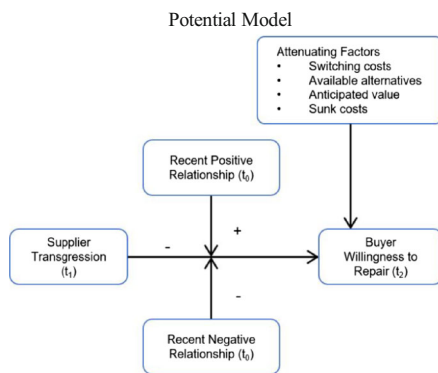 Potential Model
Attenuating Factors
• Switching costs
• Available alternatives
• Anticipated value
• Sunk costs
Recent Positive
Relationship (t₀)
+
Supplier
Transgression
(t₁)
-
Buyer
Willingness to
Repair (t₂)
-
Recent Negative
Relationship (t₀)